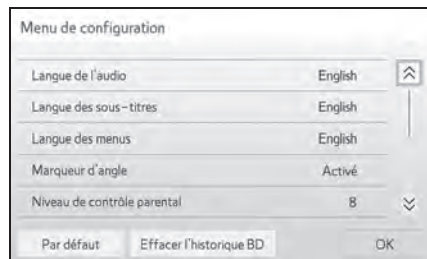 Menu de configuration
Langue de l'audio English
Langue des sous-titres English
Langue des menus English
Marqueur d'angle Activé
Niveau de contrôle parental 8
Par défaut Effacer l'historique BD OK